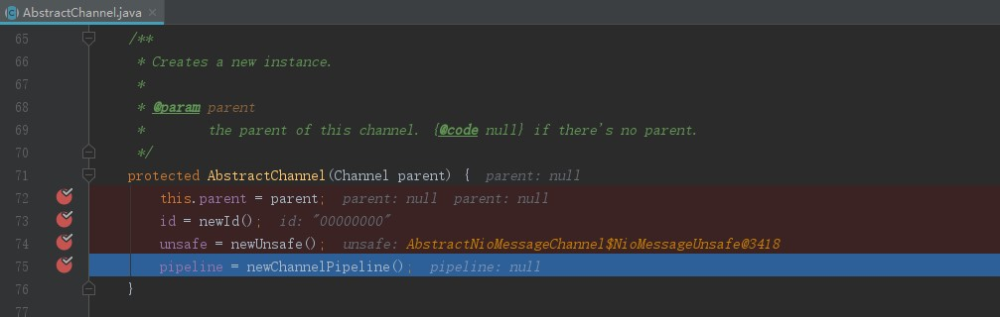 AbstractChannel.java ×
65 /**
66 * Creates a new instance.
67 *
68 * @param parent
69 * the parent of this channel. {@code null} if there's no parent.
70 */
71 protected AbstractChannel(Channel parent) { parent: null
72 this.parent = parent; parent: null parent: null
73 id = newId(); id: "00000000"
74 unsafe = newUnsafe(); unsafe: AbstractNioMessageChannel$NioMessageUnsafe@3418
75 pipeline = newChannelPipeline(); pipeline: null
76 }
77